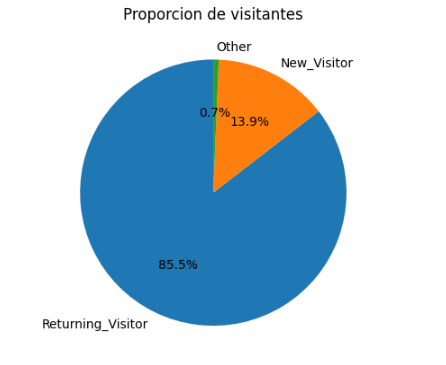 Proporcion de visitantes
Other
New_Visitor
0.7%
13.9%
85.5%
Returning_Visitor